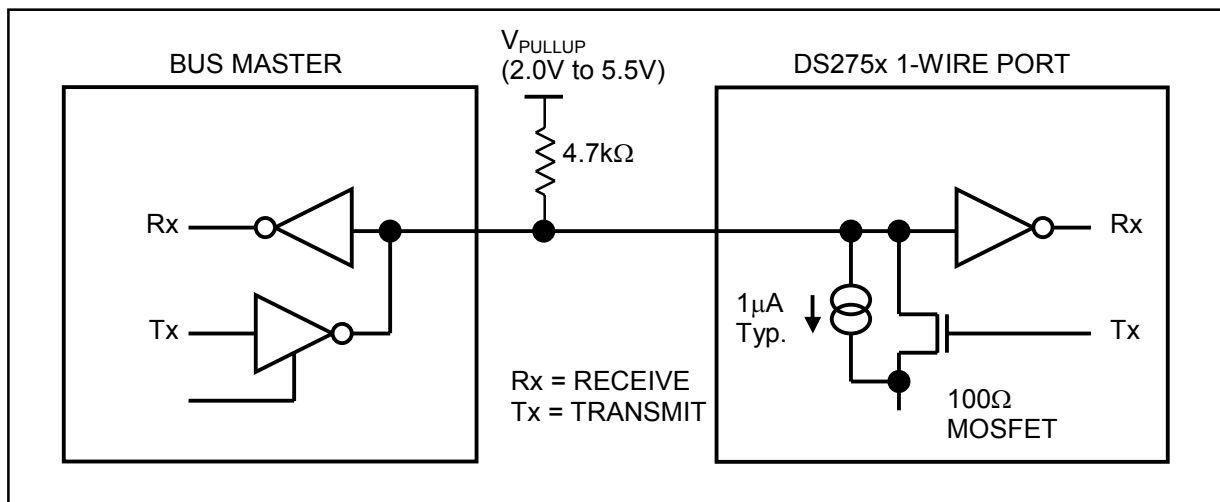 BUS MASTER
V_PULLUP
(2.0V to 5.5V)
DS275x 1-WIRE PORT
4.7kΩ
Rx
Rx
Tx
1μA
Typ.
Tx
Rx = RECEIVE
Tx = TRANSMIT
100Ω
MOSFET